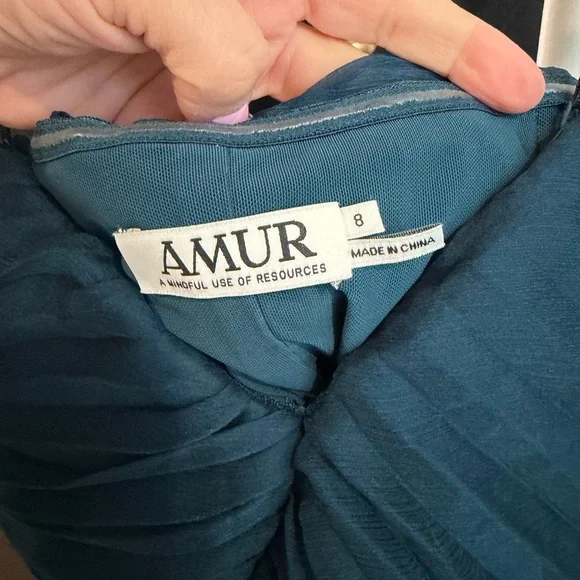 AMUR
A MINDFUL USE OF RESOURCES
8
MADE IN CHINA